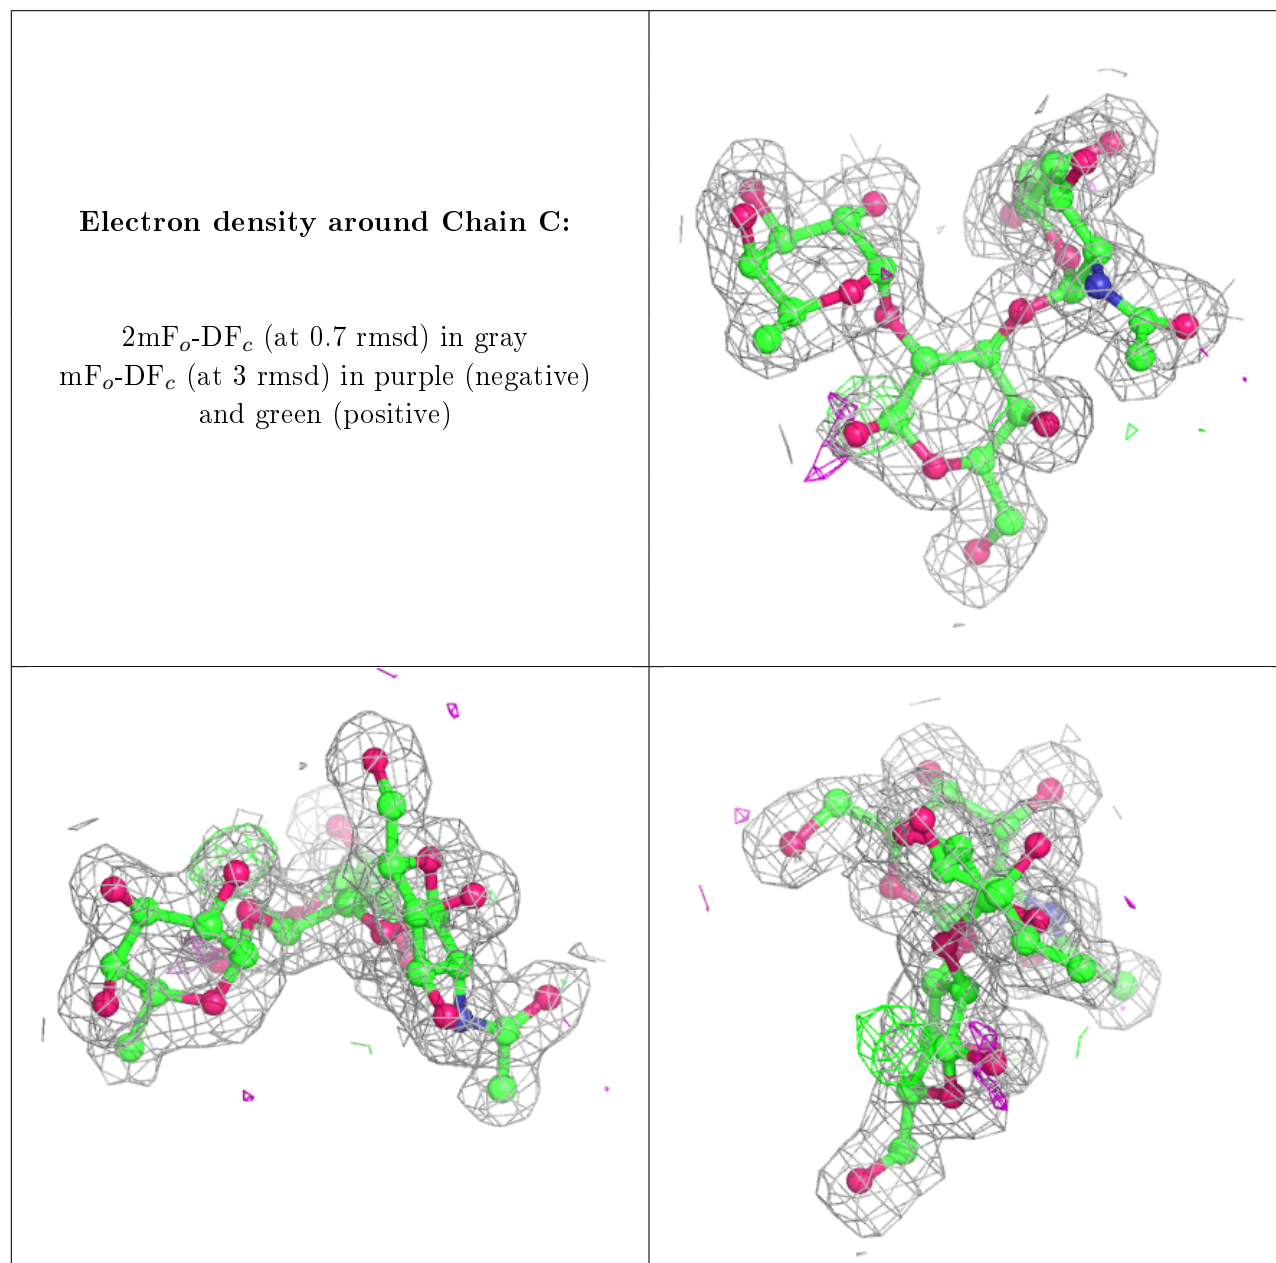 Electron density around Chain C:
2mFo-DFc (at 0.7 rmsd) in gray
mFo-DFc (at 3 rmsd) in purple (negative)
and green (positive)